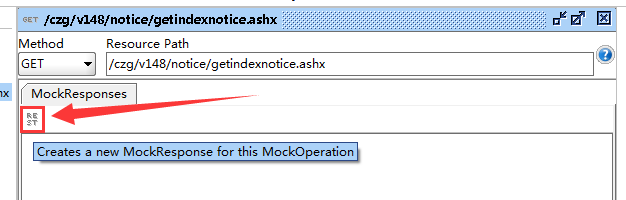 GET /czg/v148/notice/getindexnotice.ashx
Method Resource Path
GET /czg/v148/notice/getindexnotice.ashx
?
hx MockResponses
RE
ST
Creates a new MockResponse for this MockOperation